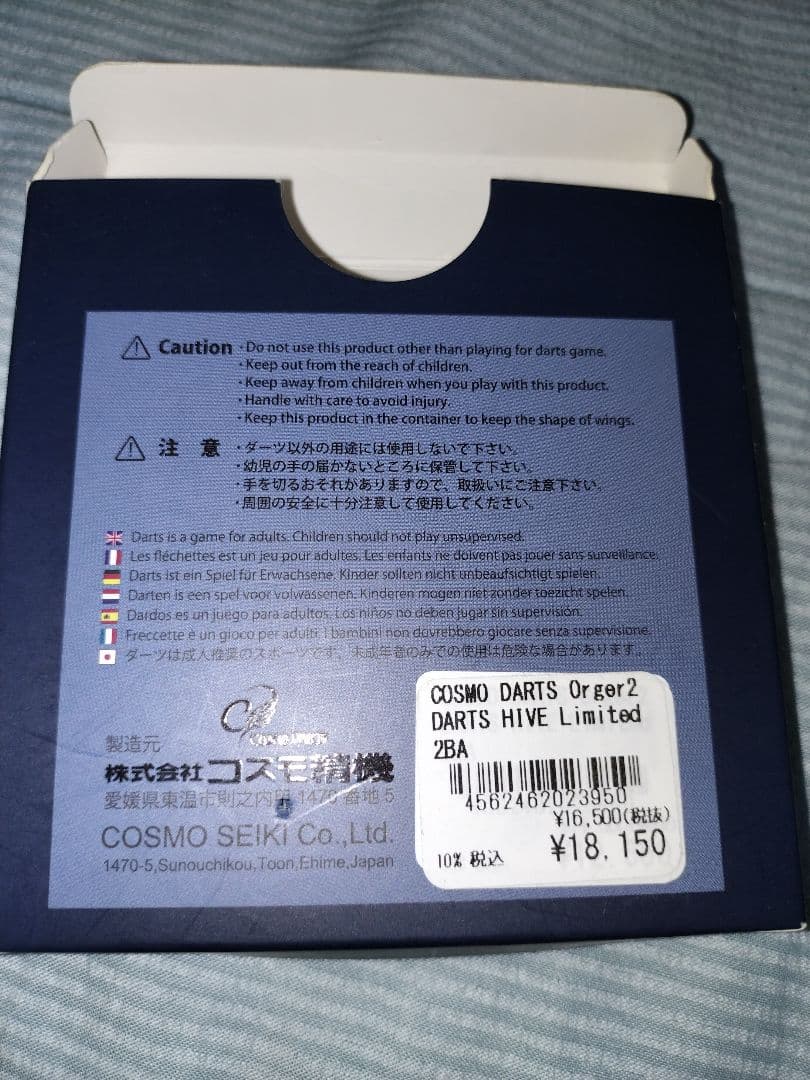 Caution ・Do not use this product other than playing for darts game.
・Keep out from the reach of children.
・Keep away from children when you play with this product.
・Handle with care to avoid injury.
・Keep this product in the container to keep the shape of wings.
注意 ・ダーツ以外の用途には使用しないで下さい。
・幼児の手の届かないところに保管して下さい。
・手を切るおそれがありますので、取扱いにご注意下さい。
・周囲の安全に十分注意して使用してください。
Darts is a game for adults. Children should not play unsupervised.
Les fléchettes est un jeu pour adultes. Les enfants ne doivent pas jouer sans surveillance.
Darts ist ein Spiel für Erwachsene. Kinder sollten nicht unbeaufsichtigt spielen.
Darten is een spel voor volwassenen. Kinderen mogen niet zonder toezicht spelen.
Dardos es un juego para adultos. Los niños no deben jugar sin supervisión.
Freccette è un gioco per adulti. I bambini non dovrebbero giocare senza supervisione.
ダーツは成人推奨のスポーツです。未成年者のみでの使用は危険な場合があります。
製造元
株式会社コスモ精機
愛媛県東温市則之内 1470番地5
COSMO SEIKI Co.,Ltd.
1470-5,Sunouchikou,Toon,Ehime,Japan
COSMO DARTS Orger2
DARTS HIVE Limited
2BA
4562462023950
¥16,500(税抜)
10% 税込 ¥18,150